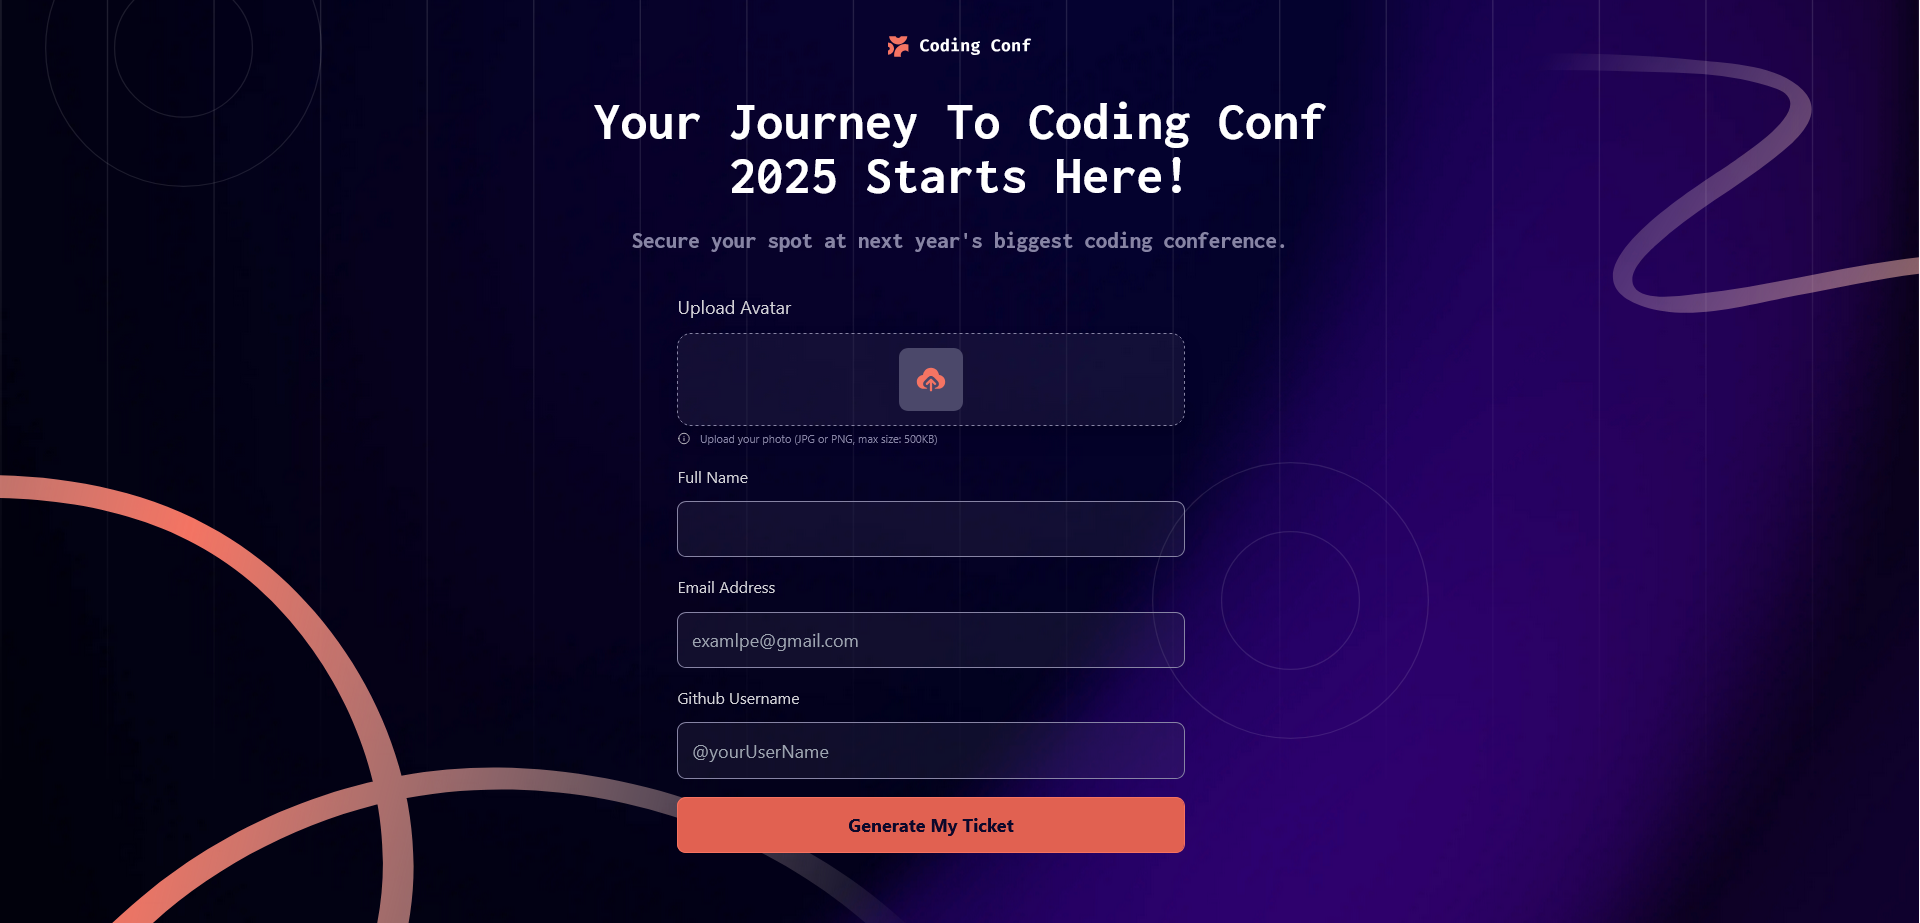 Coding Conf
Your Journey To Coding Conf
2025 Starts Here!
Secure your spot at next year's biggest coding conference.
Upload Avatar
Upload your photo (JPG or PNG, max size: 500KB)
Full Name
Email Address
examlpe@gmail.com
Github Username
@yourUserName
Generate My Ticket